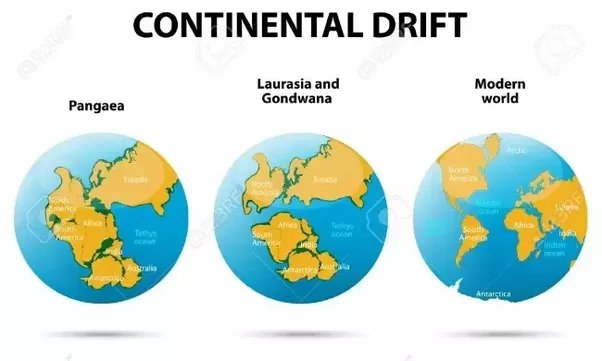 CONTINENTAL DRIFT
Pangaea
Laurasia and
Gondwana
Modern
world
Eurasia
North
America
Africa
South
America
Tethys
ocean
India
Australia
Antarctica
North
America
Eurasia
Africa
South
America
Tethys
ocean
India
Australia
Antarctica
Arctic
North
America
Atlantic
ocean
Africa
South
America
India
Indian
ocean
Antarctica
123RF